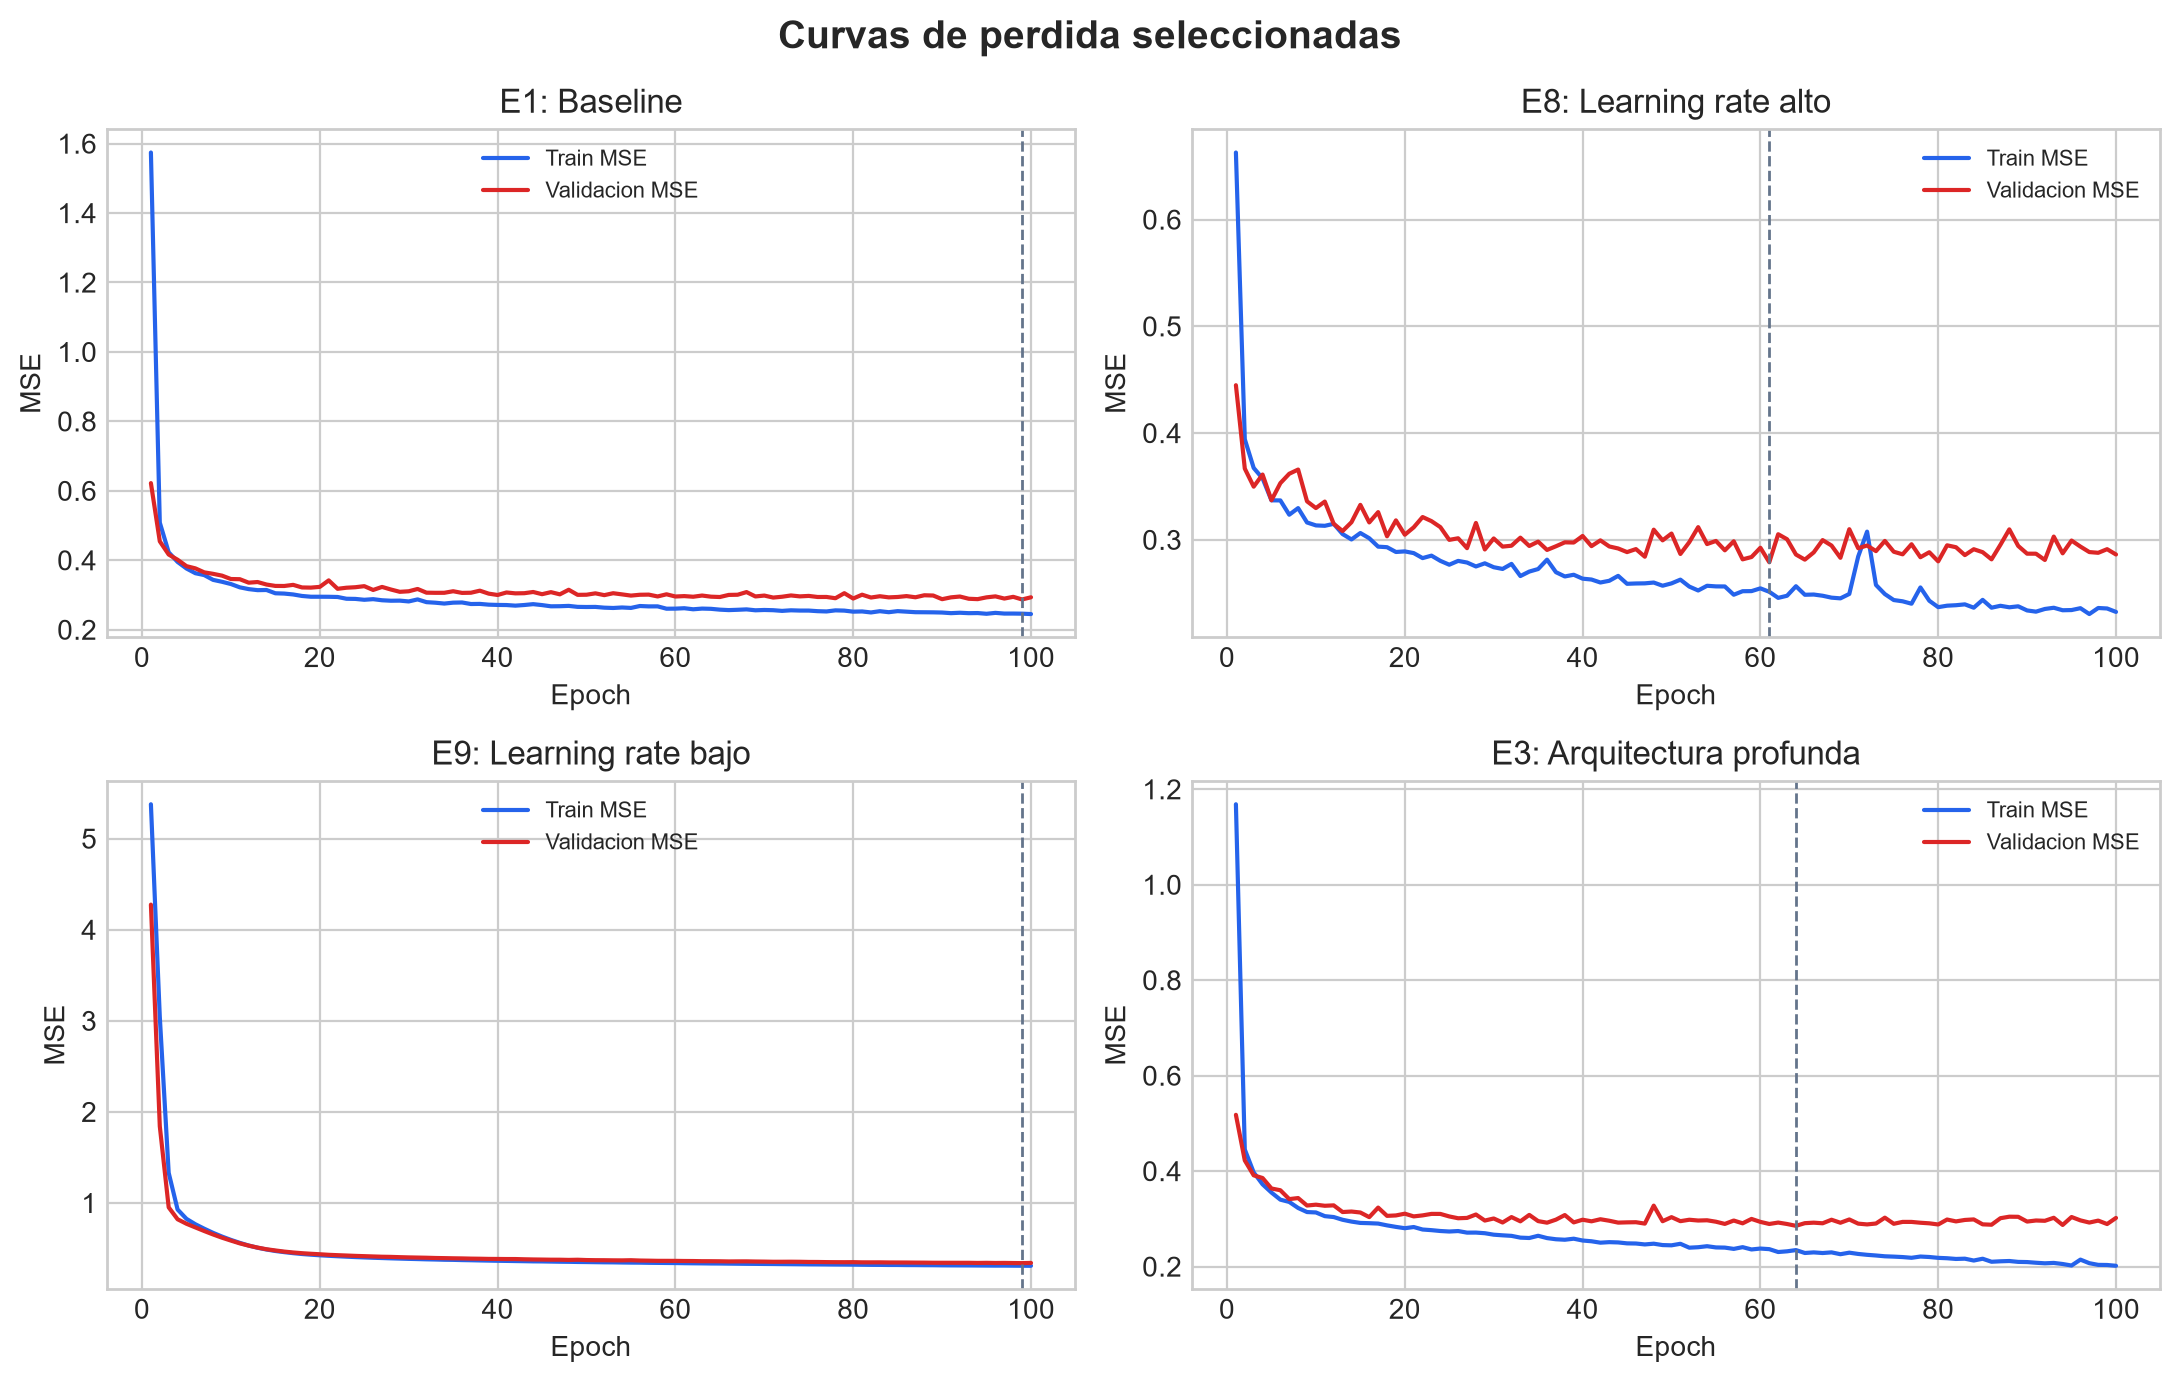 Curvas de perdida seleccionadas
E1: Baseline
MSE
1.6
1.4
1.2
1.0
0.8
0.6
0.4
0.2
Train MSE
Validacion MSE
0 20 40 60 80 100
Epoch
E8: Learning rate alto
MSE
0.6
0.5
0.4
0.3
Train MSE
Validacion MSE
0 20 40 60 80 100
Epoch
E9: Learning rate bajo
MSE
5
4
3
2
1
Train MSE
Validacion MSE
0 20 40 60 80 100
Epoch
E3: Arquitectura profunda
MSE
1.2
1.0
0.8
0.6
0.4
0.2
Train MSE
Validacion MSE
0 20 40 60 80 100
Epoch